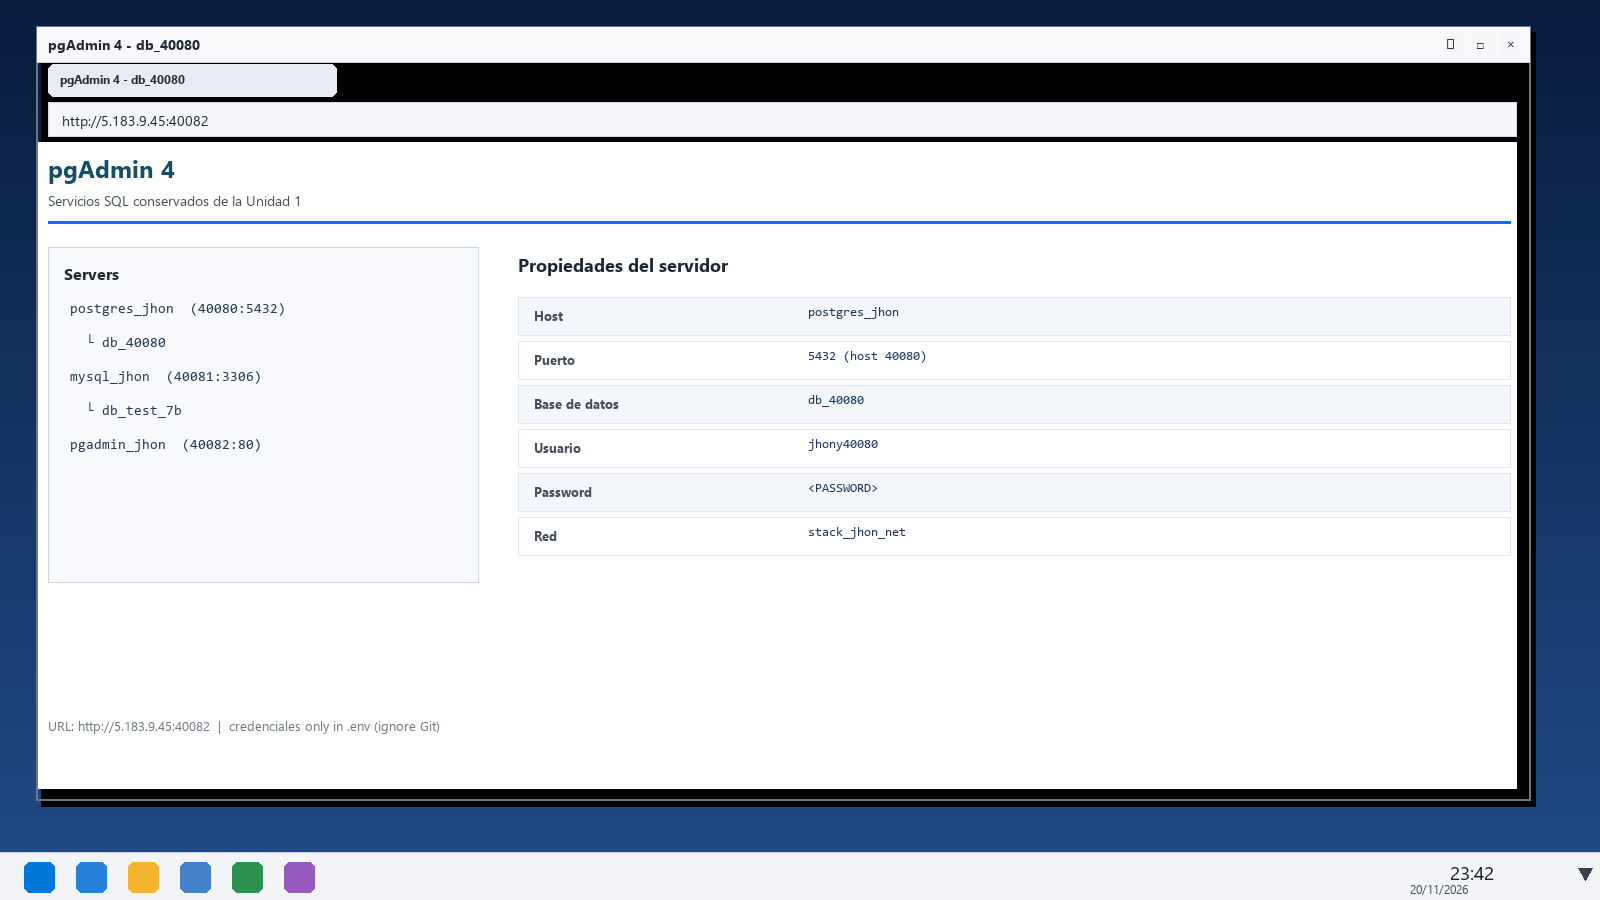 pgAdmin 4 - db_40080
pgAdmin 4 - db_40080
http://5.183.9.45:40082
pgAdmin 4
Servicios SQL conservados de la Unidad 1
Servers
postgres_jhon (40080:5432)
└ db_40080
mysql_jhon (40081:3306)
└ db_test_7b
pgadmin_jhon (40082:80)
Propiedades del servidor
Host postgres_jhon
Puerto 5432 (host 40080)
Base de datos db_40080
Usuario jhony40080
Password <PASSWORD>
Red stack_jhon_net
URL: http://5.183.9.45:40082 | credenciales only in .env (ignore Git)
23:42
20/11/2026